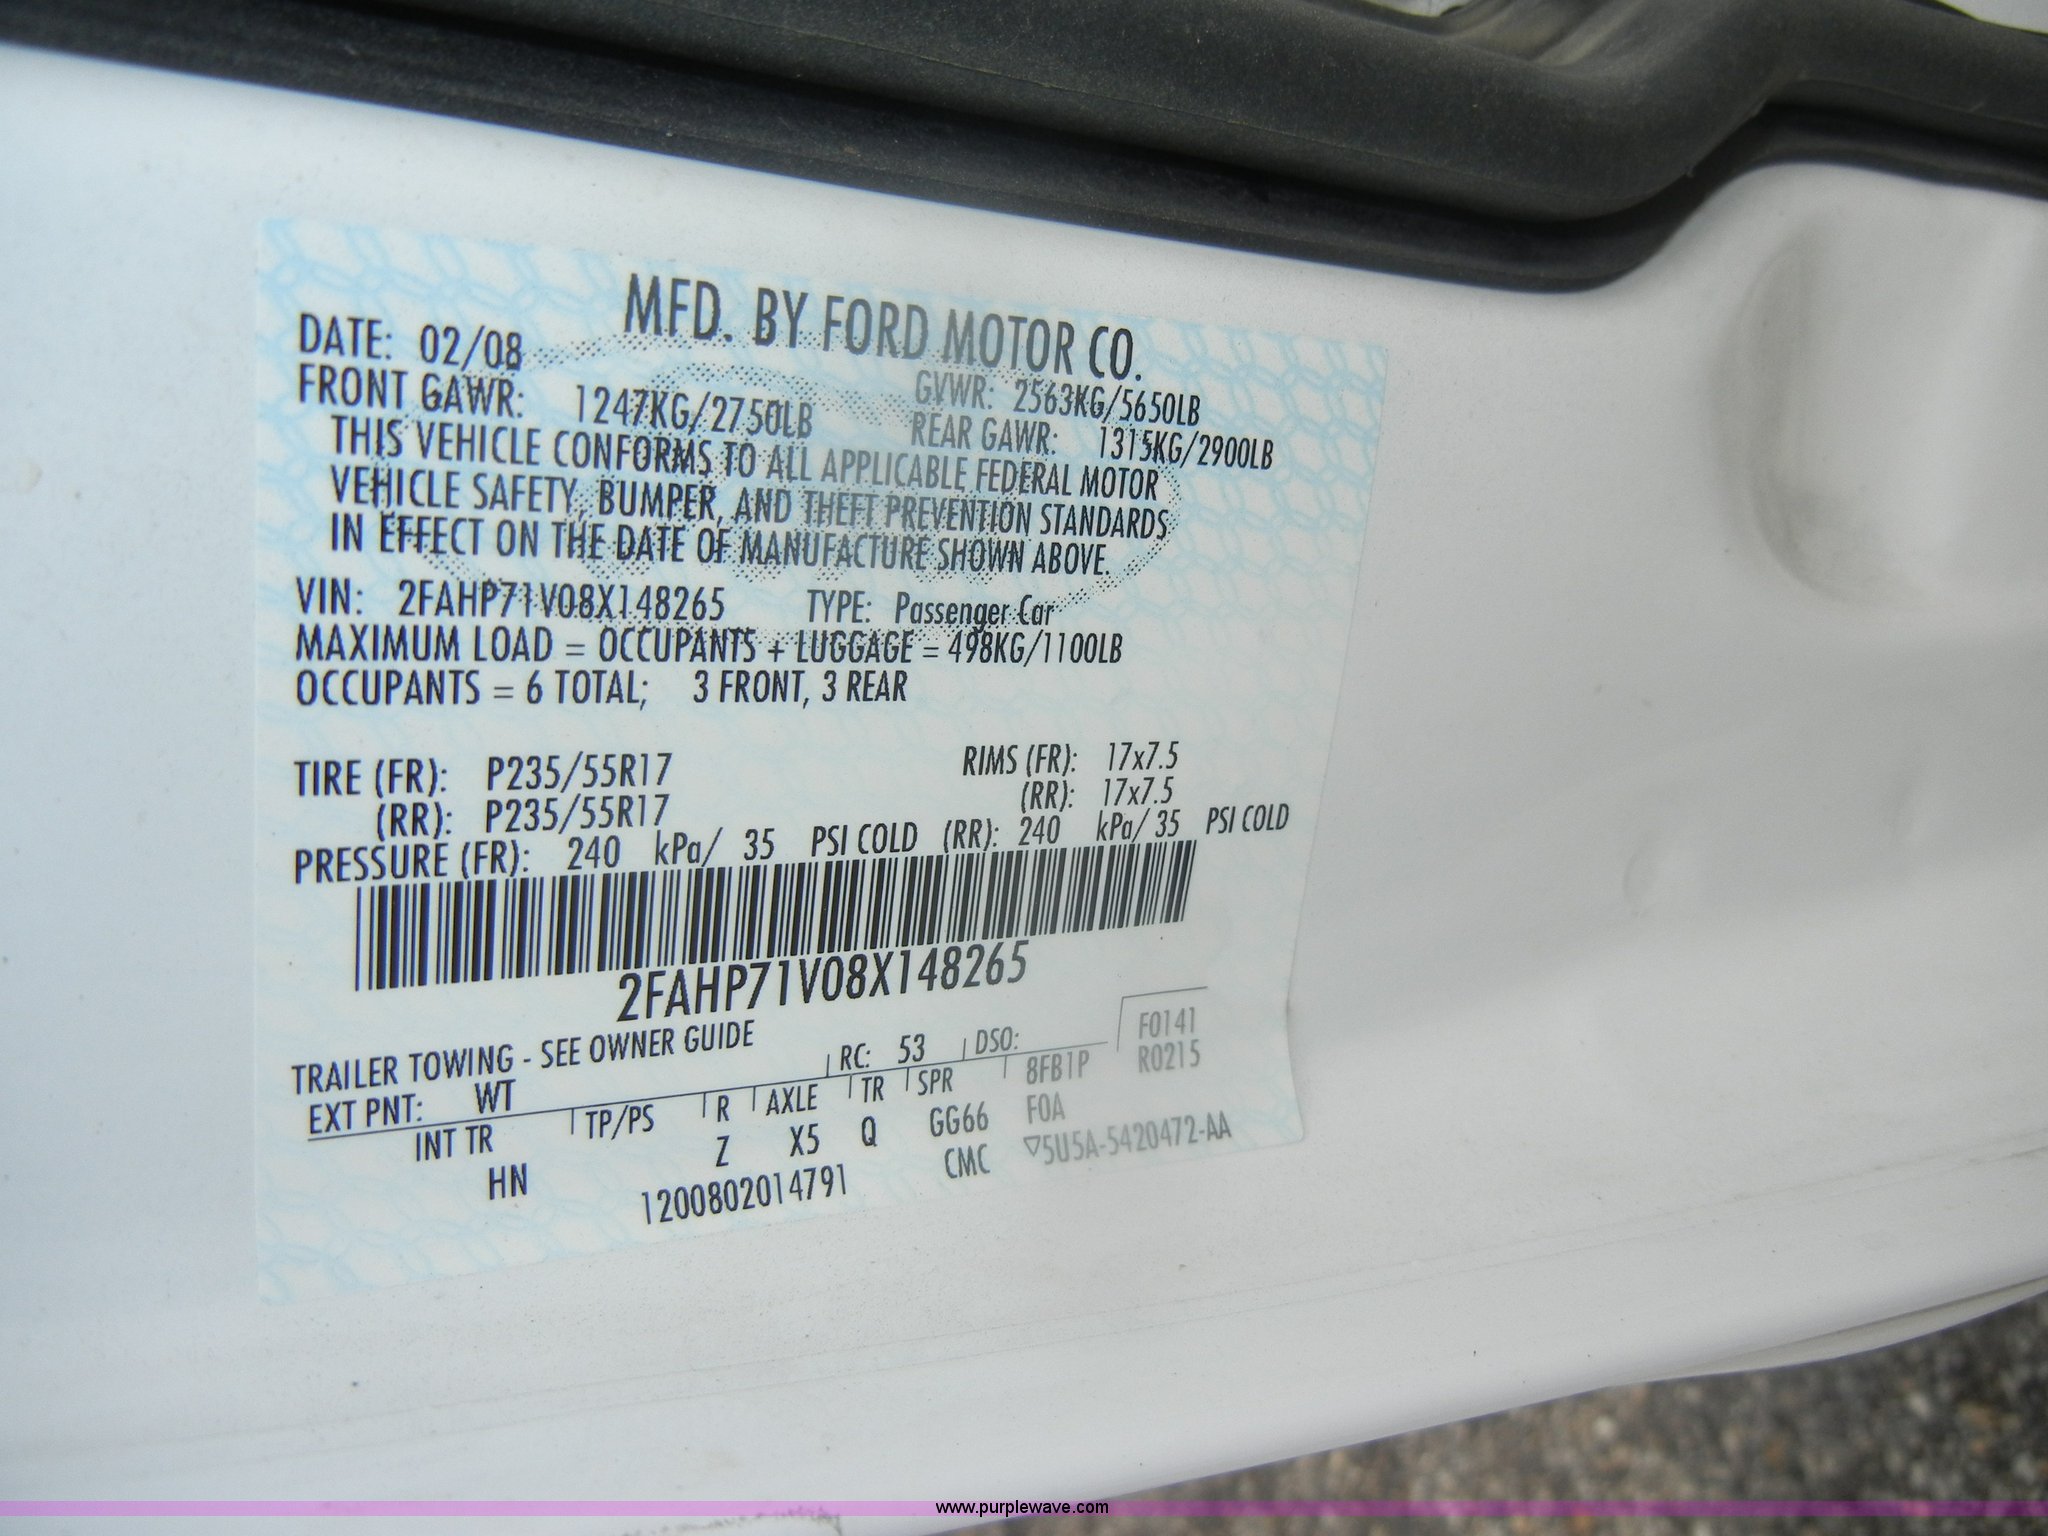 MFD. BY FORD MOTOR CO.
DATE: 02/08 GVWR: 2563KG/5650LB
FRONT GAWR: 1247KG/2750LB REAR GAWR: 1315KG/2900LB
THIS VEHICLE CONFORMS TO ALL APPLICABLE FEDERAL MOTOR
VEHICLE SAFETY, BUMPER, AND THEFT PREVENTION STANDARDS
IN EFFECT ON THE DATE OF MANUFACTURE SHOWN ABOVE.
VIN: 2FAHP71V08X148265 TYPE: Passenger Car
MAXIMUM LOAD = OCCUPANTS + LUGGAGE = 498KG/1100LB
OCCUPANTS = 6 TOTAL; 3 FRONT, 3 REAR
TIRE (FR): P235/55R17 RIMS (FR): 17x7.5
(RR): P235/55R17 (RR): 17x7.5
PRESSURE (FR): 240 kPa/ 35 PSI COLD (RR): 240 kPa/ 35 PSI COLD
2FAHP71V08X148265
TRAILER TOWING - SEE OWNER GUIDE F0141
EXT PNT: WT RC: 53 DSO: R0215
INT TR TP/PS R AXLE TR SPR 8FB1P
HN Z X5 Q GG66 FOA
1200802014791 CMC ▽5U5A-5420472-AA
www.purplewave.com